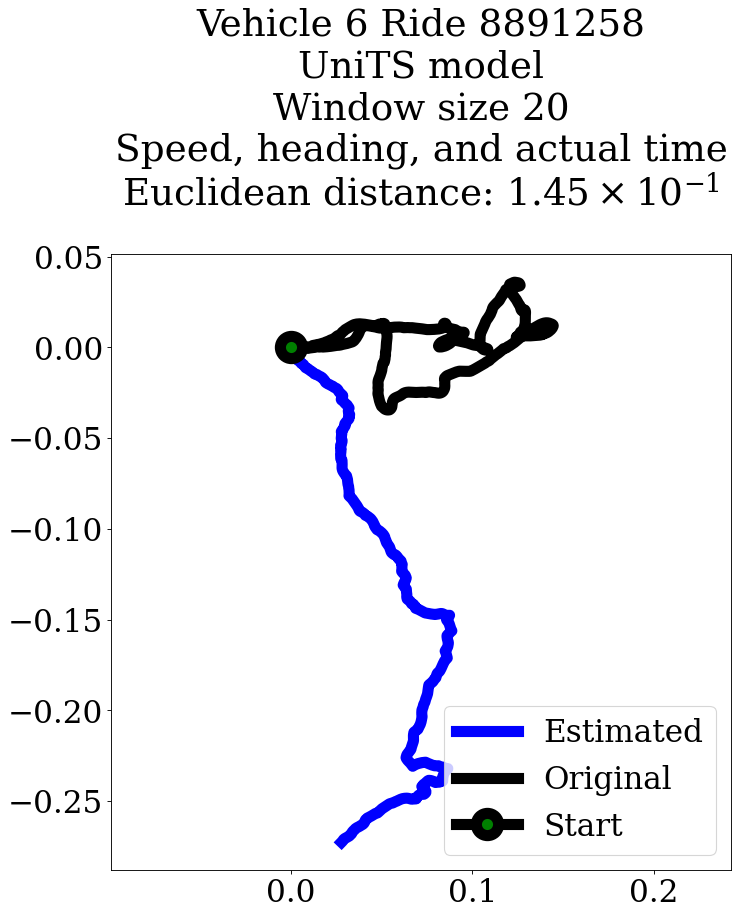 Vehicle 6 Ride 8891258
UniTS model
Window size 20
Speed, heading, and actual time
Euclidean distance: 1.45 × 10⁻¹
0.05
0.00
−0.05
−0.10
−0.15
−0.20
−0.25
Estimated
Original
Start
0.0 0.1 0.2